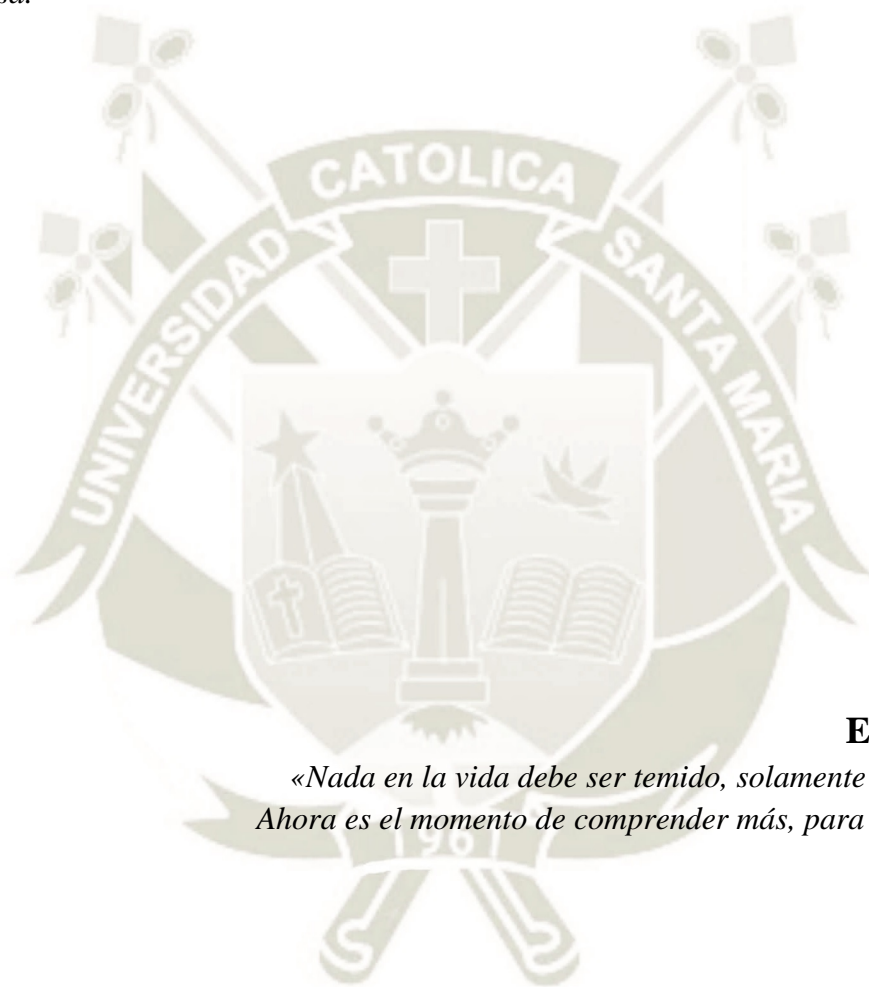 sa.
UNIVERSIDAD CATOLICA SANTA MARIA
E
«Nada en la vida debe ser temido, solamente
Ahora es el momento de comprender más, para
1961